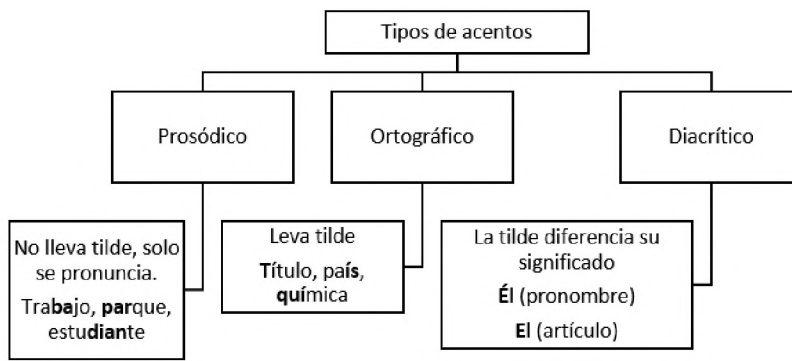 Tipos de acentos
Prosódico
Ortográfico
Diacrítico
No lleva tilde, solo
se pronuncia.
Trabajo, parque,
estudiante
Leva tilde
Título, país,
química
La tilde diferencia su
significado
Él (pronombre)
El (artículo)